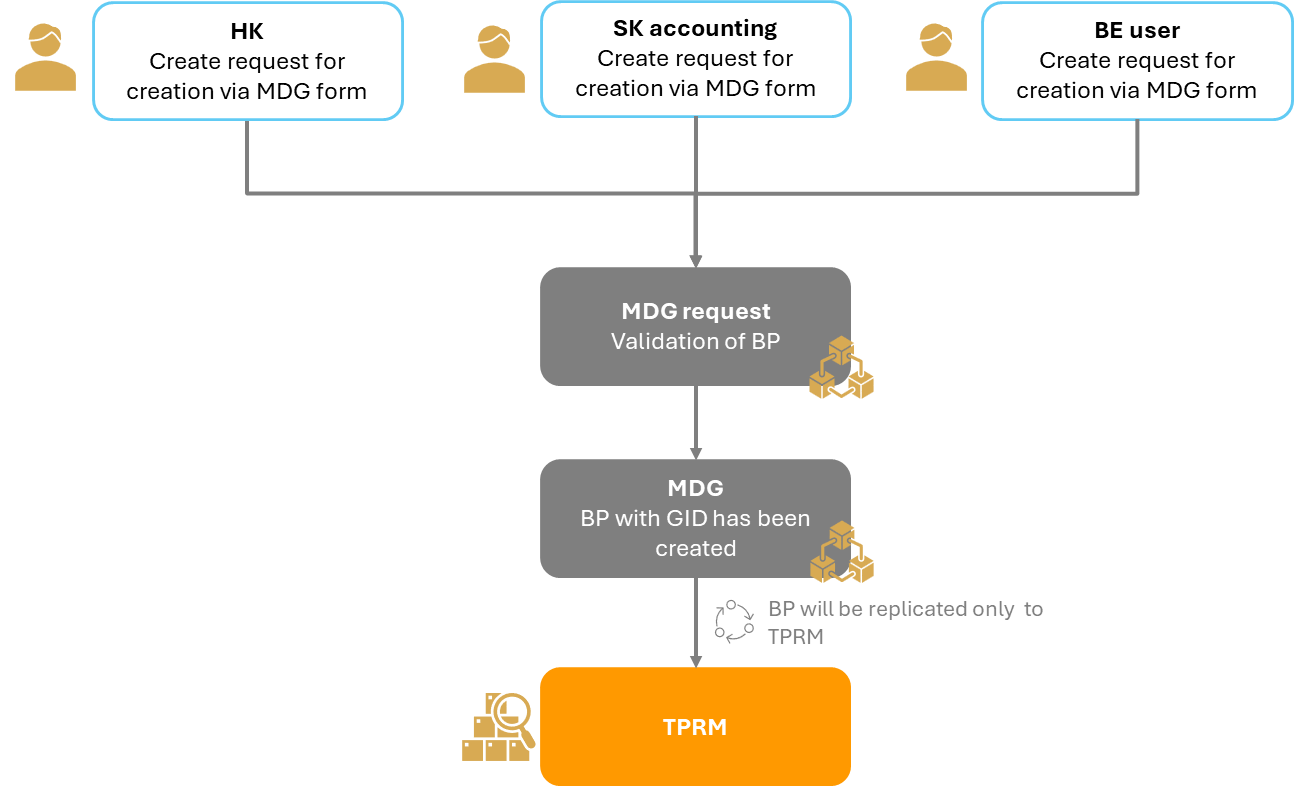 HK
Create request for
creation via MDG form
SK accounting
Create request for
creation via MDG form
BE user
Create request for
creation via MDG form
MDG request
Validation of BP
MDG
BP with GID has been
created
BP will be replicated only to
TPRM
TPRM